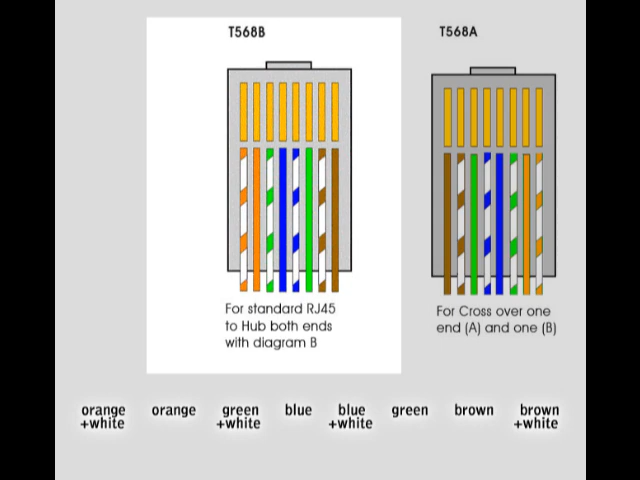 T568B
T568A
For standard RJ45
to Hub both ends
with diagram B
For Cross over one
end (A) and one (B)
orange
+white
orange
green
+white
blue
blue
+white
green
brown
brown
+white